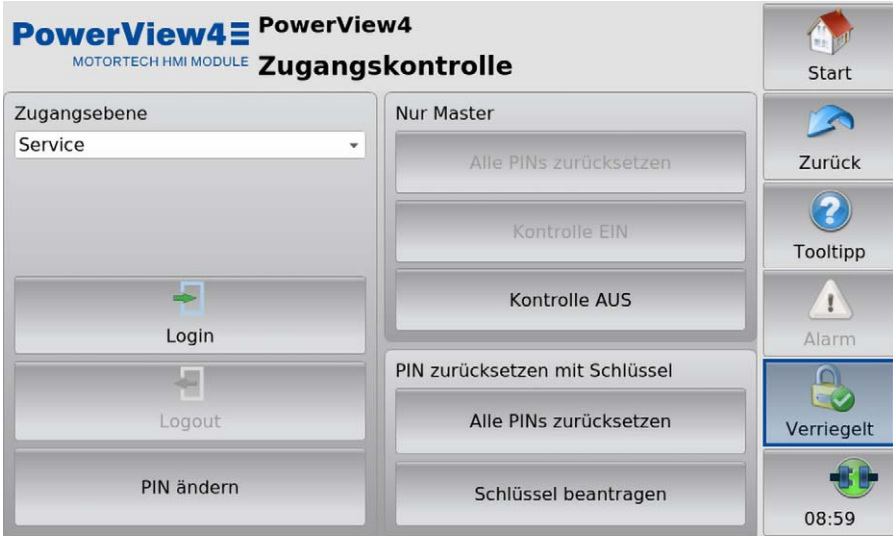 PowerView4
MOTORTECH HMI MODULE
PowerView4
Zugangskontrolle
Zugangsebene
Service
Login
Logout
PIN ändern
Nur Master
Alle PINs zurücksetzen
Kontrolle EIN
Kontrolle AUS
PIN zurücksetzen mit Schlüssel
Alle PINs zurücksetzen
Schlüssel beantragen
Start
Zurück
Tooltipp
Alarm
Verriegelt
08:59